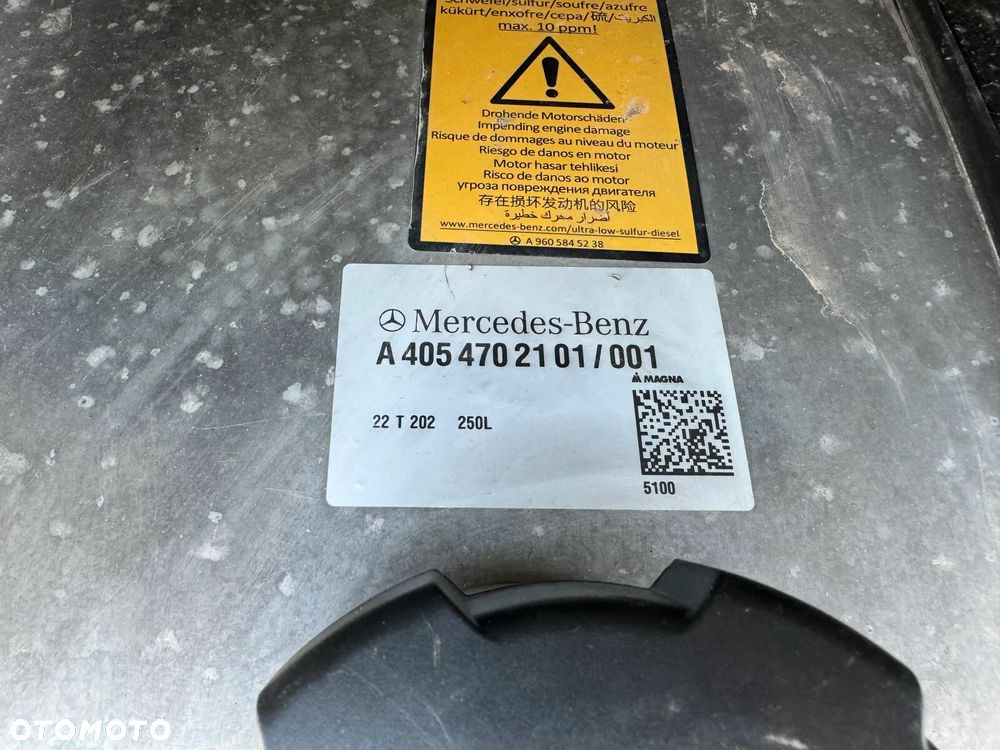 Schwefel/sulfur/soufre/azufre
kükürt/enxofre/сера/硫/الكبريت
max. 10 ppm!
Drohende Motorschäden
Impending engine damage
Risque de dommages au niveau du moteur
Riesgo de danos en motor
Motor hasar tehlikesi
Risco de danos ao motor
угроза повреждения двигателя
存在损坏发动机的风险
أضرار محرك خطيرة
www.mercedes-benz.com/ultra-low-sulfur-diesel
A 960 584 52 38
Mercedes-Benz
A 405 470 21 01 / 001
MAGNA
22 T 202 250L
5100
OTOMOTO